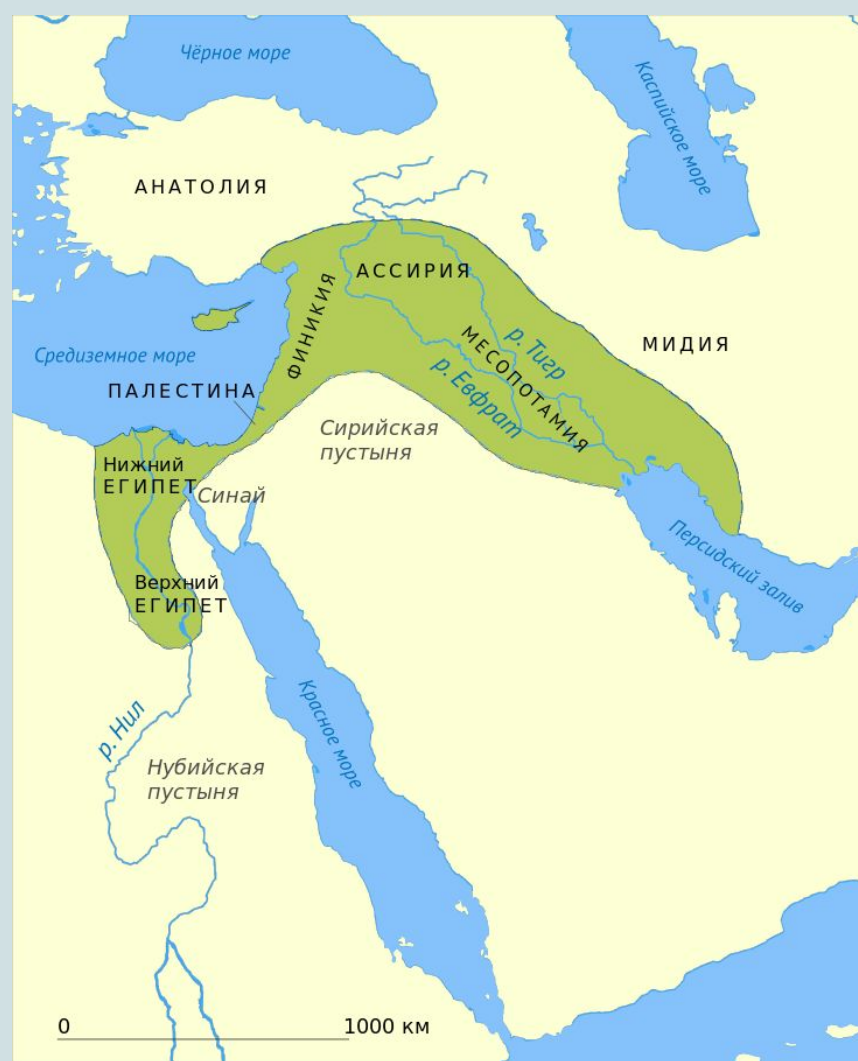 Чёрное море
Каспийское море
АНАТОЛИЯ
АССИРИЯ
ФИНИКИЯ
МИДИЯ
р. Тигр
МЕСОПОТАМИЯ
р. Евфрат
Средиземное море
ПАЛЕСТИНА
Сирийская
пустыня
Нижний
ЕГИПЕТ
Синай
Персидский залив
Верхний
ЕГИПЕТ
Красное море
р. Нил
Нубийская
пустыня
0
1000 км